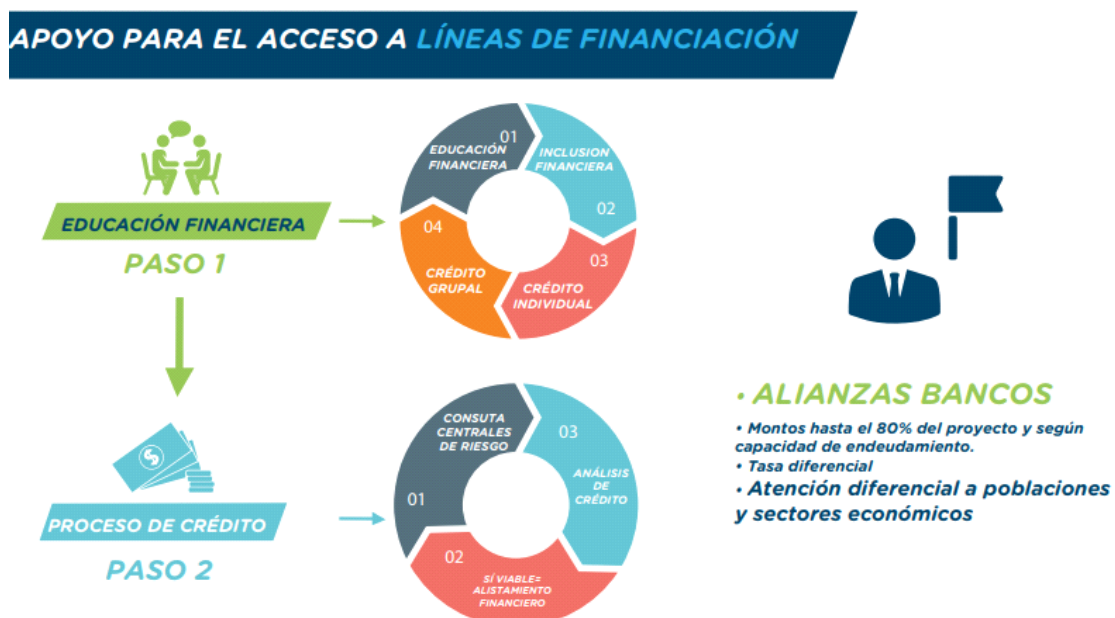 APOYO PARA EL ACCESO A LÍNEAS DE FINANCIACIÓN
EDUCACIÓN FINANCIERA
PASO 1
01
EDUCACIÓN
FINANCIERA
INCLUSION
FINANCIERA
02
03
CRÉDITO
INDIVIDUAL
04
CRÉDITO
GRUPAL
PROCESO DE CRÉDITO
PASO 2
CONSUTA
CENTRALES
DE RIESGO
01
02
SÍ VIABLE=
ALISTAMIENTO
FINANCIERO
03
ANÁLISIS
DE
CRÉDITO
• ALIANZAS BANCOS
• Montos hasta el 80% del proyecto y según
capacidad de endeudamiento.
• Tasa diferencial
• Atención diferencial a poblaciones
y sectores económicos